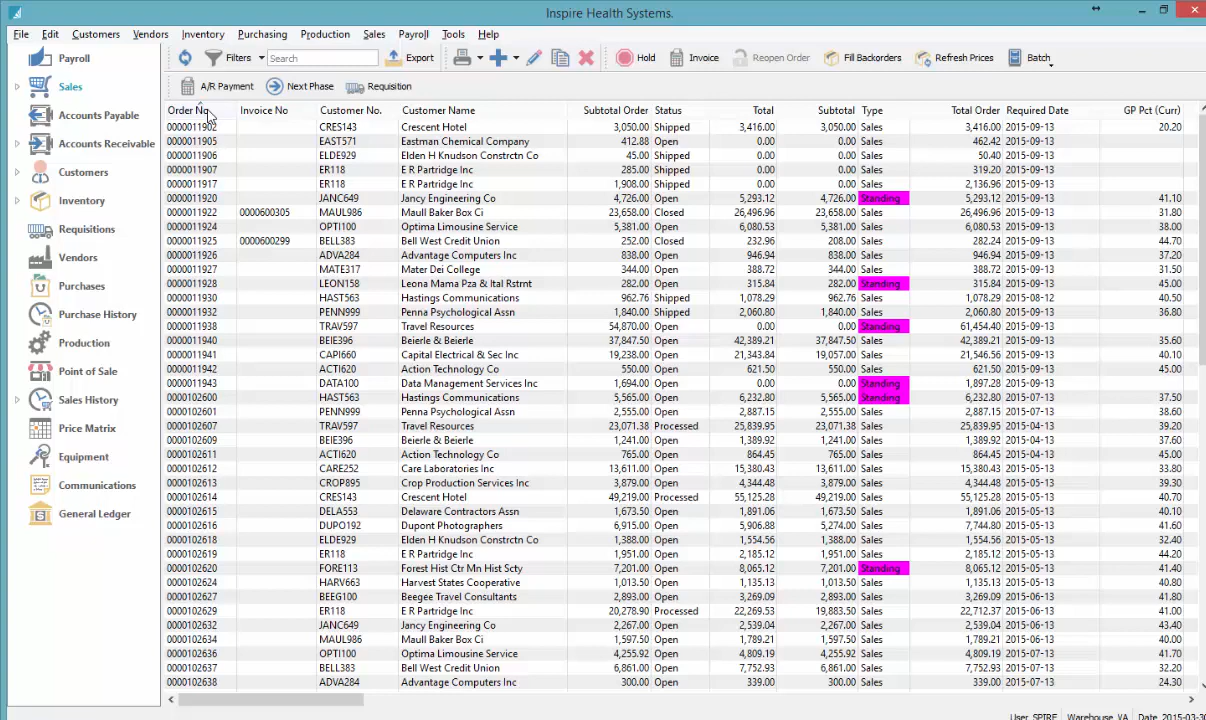 Inspire Health Systems.
File Edit Customers Vendors Inventory Purchasing Production Sales Payroll Tools Help
Filters Search Export Hold Invoice Reopen Order Fill Backorders Refresh Prices Batch
A/R Payment Next Phase Requisition
Payroll
Sales
Accounts Payable
Accounts Receivable
Customers
Inventory
Requisitions
Vendors
Purchases
Purchase History
Production
Point of Sale
Sales History
Price Matrix
Equipment
Communications
General Ledger
Order No Invoice No Customer No. Customer Name Subtotal Order Status Total Subtotal Type Total Order Required Date GP Pct (Curr)
0000011902 CRES143 Crescent Hotel 3,050.00 Shipped 3,416.00 3,050.00 Sales 3,416.00 2015-09-13 20.20
0000011905 EAST571 Eastman Chemical Company 412.88 Open 0.00 0.00 Sales 462.42 2015-09-13
0000011906 ELDE929 Elden H Knudson Constrctn Co 45.00 Shipped 0.00 0.00 Sales 50.40 2015-09-13
0000011907 ER118 E R Partridge Inc 285.00 Shipped 0.00 0.00 Sales 319.20 2015-09-13
0000011917 ER118 E R Partridge Inc 1,908.00 Shipped 0.00 0.00 Sales 2,136.96 2015-09-13
0000011920 JANC649 Jancy Engineering Co 4,726.00 Open 5,293.12 4,726.00 Standing 5,293.12 2015-09-13 41.10
0000011922 0000600305 MAUL986 Maull Baker Box Ci 23,658.00 Closed 26,496.96 23,658.00 Sales 26,496.96 2015-09-13 31.80
0000011924 OPTI100 Optima Limousine Service 5,381.00 Open 6,080.53 5,381.00 Sales 6,080.53 2015-09-13 38.00
0000011925 0000600299 BELL383 Bell West Credit Union 252.00 Closed 232.96 208.00 Sales 282.24 2015-09-13 44.70
0000011926 ADVA284 Advantage Computers Inc 838.00 Open 946.94 838.00 Sales 946.94 2015-09-13 37.20
0000011927 MATE317 Mater Dei College 344.00 Open 388.72 344.00 Sales 388.72 2015-09-13 31.50
0000011928 LEON158 Leona Mama Pza & Ital Rstrnt 282.00 Open 315.84 282.00 Standing 315.84 2015-09-13 45.00
0000011930 HAST563 Hastings Communications 962.76 Shipped 1,078.29 962.76 Sales 1,078.29 2015-08-12 40.50
0000011932 PENN999 Penna Psychological Assn 1,840.00 Shipped 2,060.80 1,840.00 Sales 2,060.80 2015-09-13 36.80
0000011938 TRAV597 Travel Resources 54,870.00 Open 0.00 0.00 Standing 61,454.40 2015-09-13
0000011940 BEIE396 Beierle & Beierle 37,847.50 Open 42,389.21 37,847.50 Sales 42,389.21 2015-09-13 35.60
0000011941 CAPI660 Capital Electrical & Sec Inc 19,238.00 Open 21,343.84 19,057.00 Sales 21,546.56 2015-09-13 40.10
0000011942 ACTI620 Action Technology Co 550.00 Open 621.50 550.00 Sales 621.50 2015-09-13 45.00
0000011943 DATA100 Data Management Services Inc 1,694.00 Open 0.00 0.00 Standing 1,897.28 2015-09-13
0000102600 HAST563 Hastings Communications 5,565.00 Open 6,232.80 5,565.00 Standing 6,232.80 2015-07-13 37.50
0000102601 PENN999 Penna Psychological Assn 2,555.00 Open 2,887.15 2,555.00 Sales 2,887.15 2015-07-13 38.60
0000102607 TRAV597 Travel Resources 23,071.38 Processed 25,839.95 23,071.38 Sales 25,839.95 2015-04-13 39.20
0000102609 BEIE396 Beierle & Beierle 1,241.00 Open 1,389.92 1,241.00 Sales 1,389.92 2015-04-13 37.60
0000102611 ACTI620 Action Technology Co 765.00 Open 864.45 765.00 Sales 864.45 2015-04-13 45.00
0000102612 CARE252 Care Laboratories Inc 13,611.00 Open 15,380.43 13,611.00 Sales 15,380.43 2015-05-13 33.80
0000102613 CROP895 Crop Production Services Inc 3,879.00 Open 4,344.48 3,879.00 Sales 4,344.48 2015-05-13 39.30
0000102614 CRES143 Crescent Hotel 49,219.00 Processed 55,125.28 49,219.00 Sales 55,125.28 2015-05-13 40.70
0000102615 DELA553 Delaware Contractors Assn 1,673.50 Open 1,891.06 1,673.50 Sales 1,891.06 2015-05-13 40.10
0000102616 DUPO192 Dupont Photographers 6,915.00 Open 5,906.88 5,274.00 Sales 7,744.80 2015-05-13 41.60
0000102618 ELDE929 Elden H Knudson Constrctn Co 1,388.00 Open 1,554.56 1,388.00 Sales 1,554.56 2015-05-13 32.40
0000102619 ER118 E R Partridge Inc 1,951.00 Open 2,185.12 1,951.00 Sales 2,185.12 2015-05-13 44.20
0000102620 FORE113 Forest Hist Ctr Mn Hist Scty 7,201.00 Open 8,065.12 7,201.00 Standing 8,065.12 2015-05-13 41.40
0000102624 HARV663 Harvest States Cooperative 1,013.50 Open 1,135.13 1,013.50 Sales 1,135.13 2015-05-13 40.80
0000102627 BEEG100 Beegee Travel Consultants 2,893.00 Open 3,269.09 2,893.00 Sales 3,269.09 2015-06-13 41.80
0000102629 ER118 E R Partridge Inc 20,278.90 Processed 22,269.53 19,883.50 Sales 22,712.37 2015-06-13 41.00
0000102632 JANC649 Jancy Engineering Co 2,267.00 Open 2,539.04 2,267.00 Sales 2,539.04 2015-06-13 43.40
0000102634 MAUL986 Maull Baker Box Ci 1,597.50 Open 1,789.21 1,597.50 Sales 1,789.21 2015-06-13 40.00
0000102636 OPTI100 Optima Limousine Service 4,255.92 Open 4,809.19 4,255.92 Sales 4,809.19 2015-07-13 41.70
0000102637 BELL383 Bell West Credit Union 6,861.00 Open 7,752.93 6,861.00 Sales 7,752.93 2015-07-13 32.20
0000102638 ADVA284 Advantage Computers Inc 300.00 Open 339.00 300.00 Sales 339.00 2015-07-13 24.30
User SPIRE Warehouse VA Date 2015-03-30